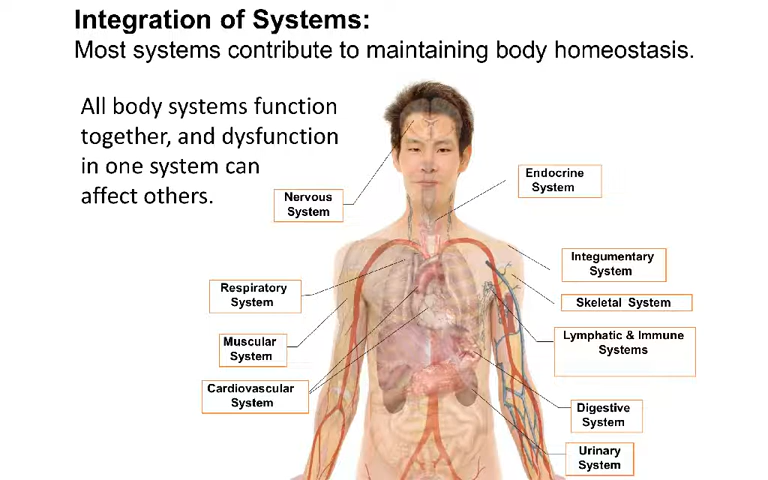 Integration of Systems:
Most systems contribute to maintaining body homeostasis.
All body systems function
together, and dysfunction
in one system can
affect others.
Nervous
System
Endocrine
System
Integumentary
System
Respiratory
System
Skeletal System
Muscular
System
Lymphatic & Immune
Systems
Cardiovascular
System
Digestive
System
Urinary
System